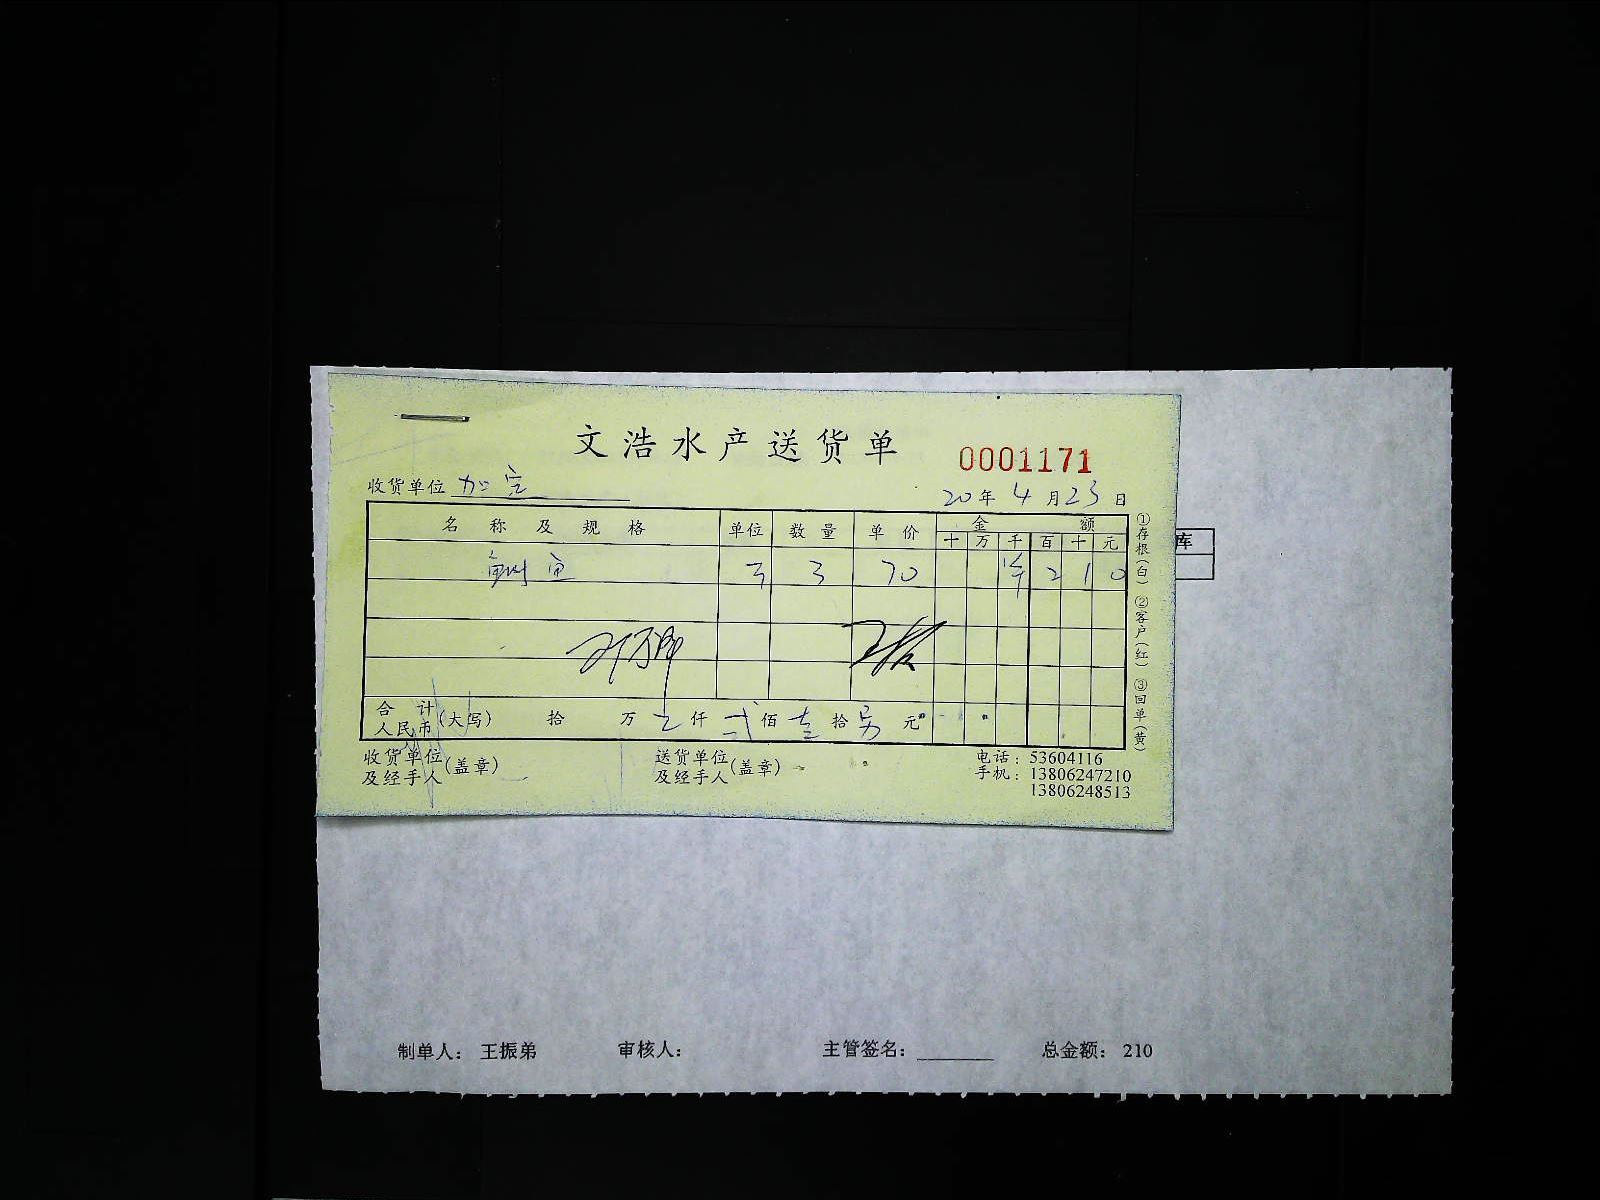 文浩水产送货单
0001171
收货单位
20年4月23日
名称及规格 单位 数量 单价 金额
十 万 千 百 十 元
3 70 ¥ 2 1 0
合计人民币(大写) 拾 万 仟 贰佰壹拾 元
收货单位及经手人(盖章) 送货单位及经手人(盖章)
电话：53604116
手机：13806247210
13806248513
①存根(白) ②客户(红) ③回单(黄)
库
制单人： 王振弟 审核人： 主管签名： 总金额： 210